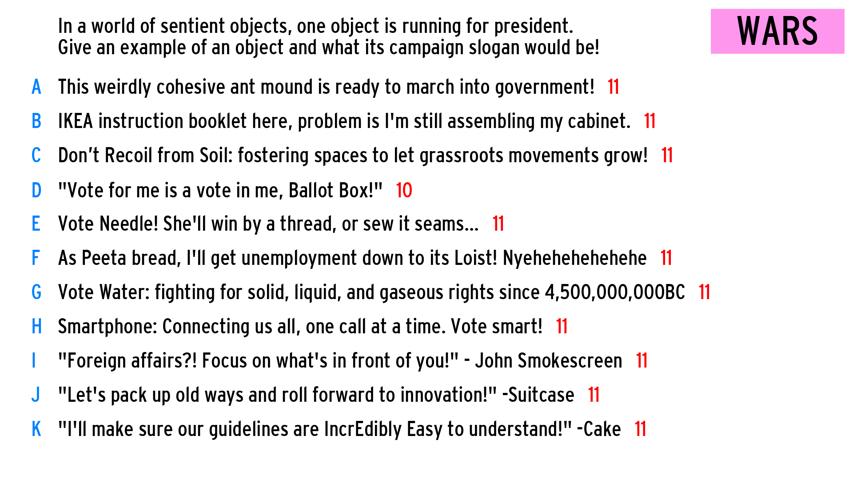 In a world of sentient objects, one object is running for president.
Give an example of an object and what its campaign slogan would be!
WARS
A This weirdly cohesive ant mound is ready to march into government! 11
B IKEA instruction booklet here, problem is I'm still assembling my cabinet. 11
C Don't Recoil from Soil: fostering spaces to let grassroots movements grow! 11
D "Vote for me is a vote in me, Ballot Box!" 10
E Vote Needle! She'll win by a thread, or sew it seams... 11
F As Peeta bread, I'll get unemployment down to its Loist! Nyehehehehehehe 11
G Vote Water: fighting for solid, liquid, and gaseous rights since 4,500,000,000BC 11
H Smartphone: Connecting us all, one call at a time. Vote smart! 11
I "Foreign affairs?! Focus on what's in front of you!" - John Smokescreen 11
J "Let's pack up old ways and roll forward to innovation!" -Suitcase 11
K "I'll make sure our guidelines are IncrEdibly Easy to understand!" -Cake 11